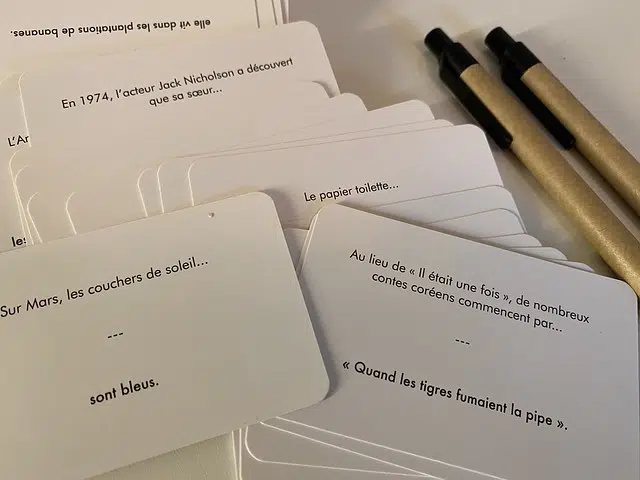 elle vit dans les plantations de bananes.
En 1974, l'acteur Jack Nicholson a découvert
que sa sœur...
L'Ar
Le papier toilette...
les
Sur Mars, les couchers de soleil...
---
sont bleus.
Au lieu de « Il était une fois », de nombreux
contes coréens commencent par...
---
« Quand les tigres fumaient la pipe ».